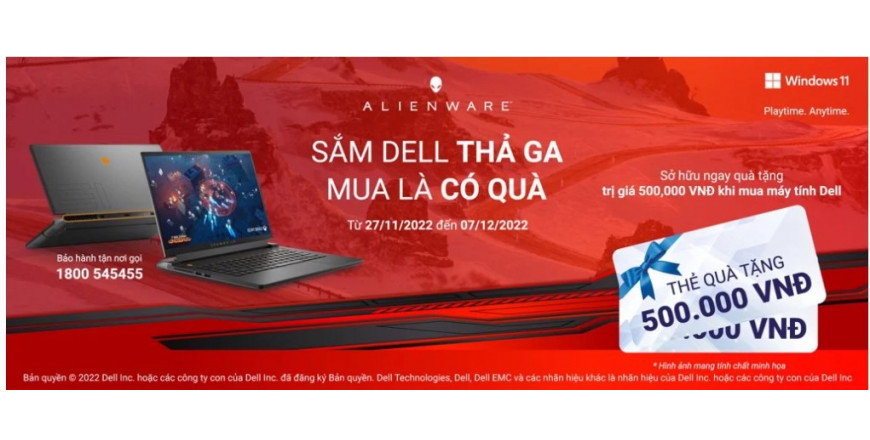 ALIENWARE
Windows 11
Playtime. Anytime.
SẮM DELL THẢ GA
MUA LÀ CÓ QUÀ
Từ 27/11/2022 đến 07/12/2022
Sở hữu ngay quà tặng
trị giá 500,000 VNĐ khi mua máy tính Dell
Bảo hành tận nơi gọi
1800 545455
THẺ QUÀ TẶNG
500.000 VNĐ
VNĐ
* Hình ảnh mang tính chất minh họa
Bản quyền © 2022 Dell Inc. hoặc các công ty con của Dell Inc. đã đăng ký Bản quyền. Dell Technologies, Dell, Dell EMC và các nhãn hiệu khác là nhãn hiệu của Dell Inc. hoặc các công ty con của Dell Inc